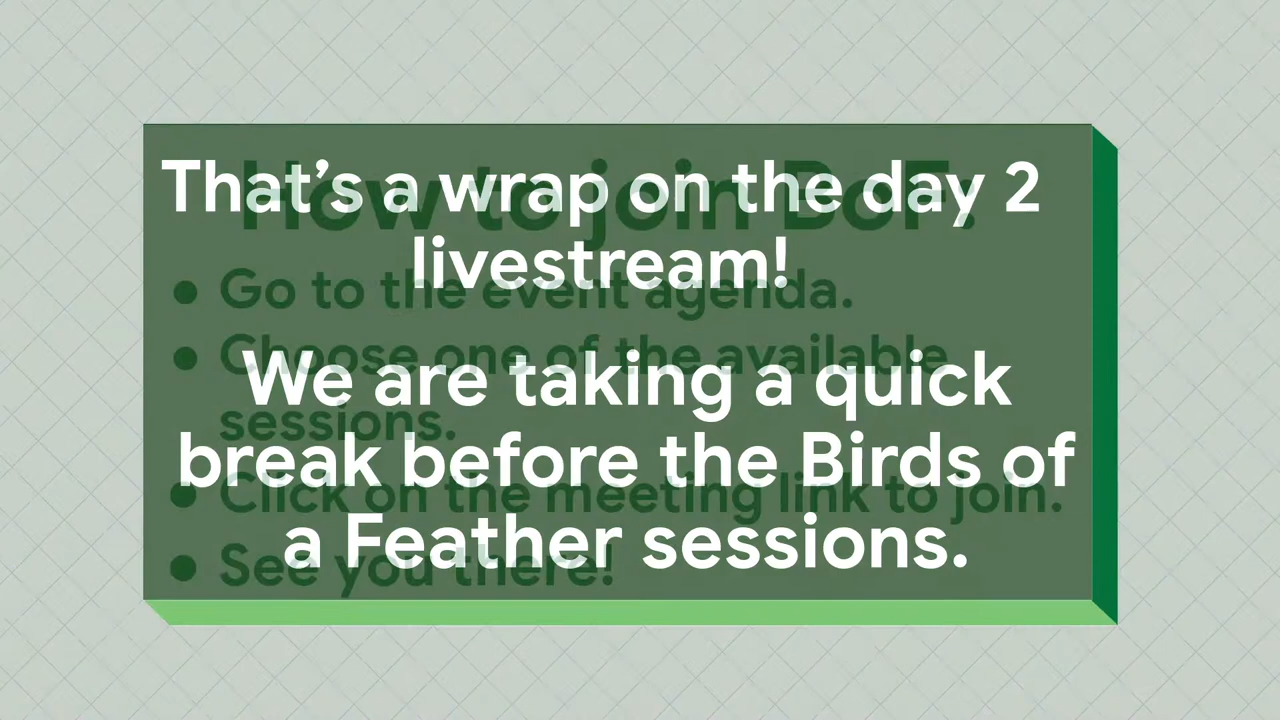 That’s a wrap on the day 2
livestream!
We are taking a quick
break before the Birds of
a Feather sessions.
How to join BoF:
• Go to the event agenda.
• Choose one of the available
sessions.
• Click on the meeting link to join.
• See you there!